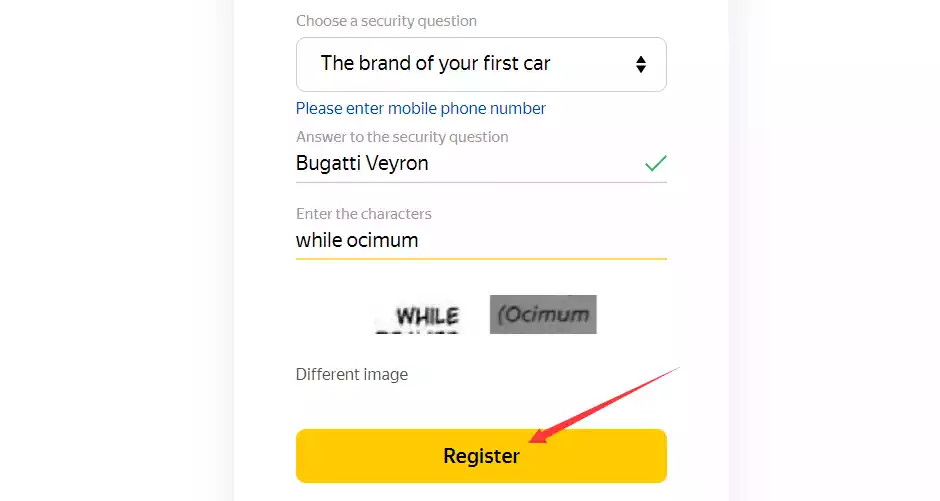 Choose a security question
The brand of your first car
Please enter mobile phone number
Answer to the security question
Bugatti Veyron
Enter the characters
while ocimum
WHILE (Ocimum
Different image
Register